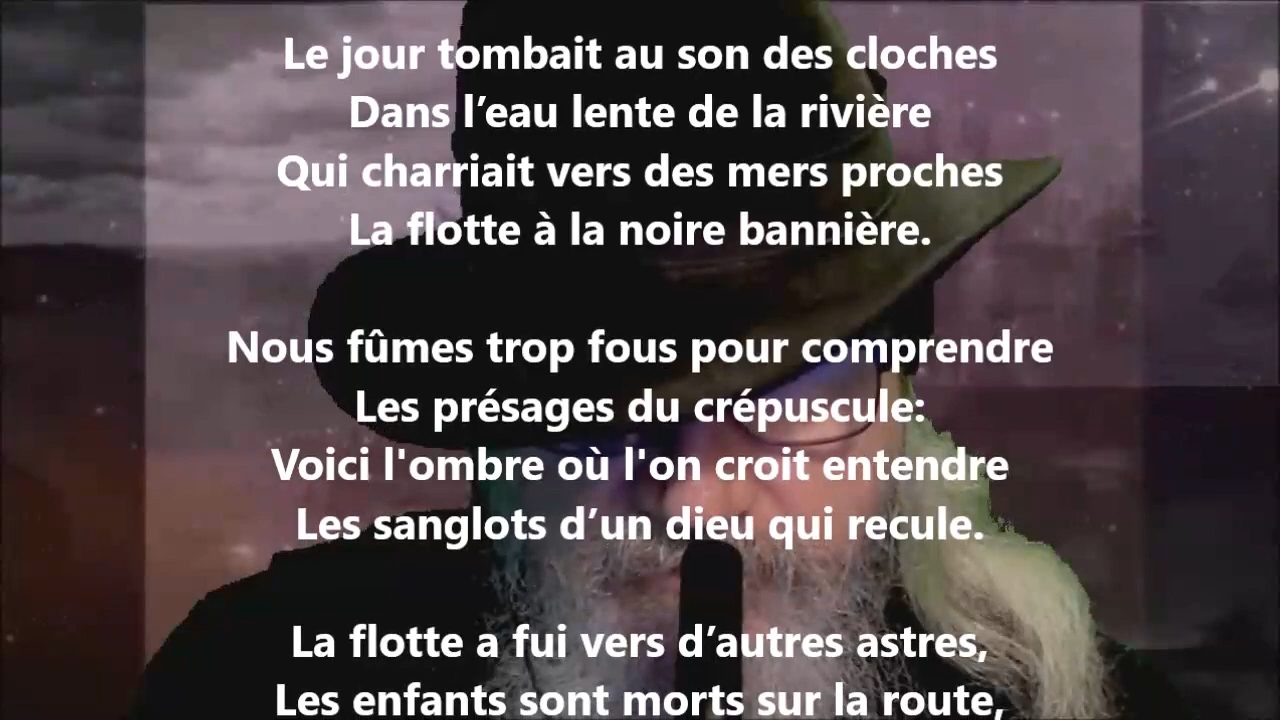 Le jour tombait au son des cloches
Dans l’eau lente de la rivière
Qui charriait vers des mers proches
La flotte à la noire bannière.
Nous fûmes trop fous pour comprendre
Les présages du crépuscule:
Voici l'ombre où l'on croit entendre
Les sanglots d’un dieu qui recule.
La flotte a fui vers d’autres astres,
Les enfants sont morts sur la route,